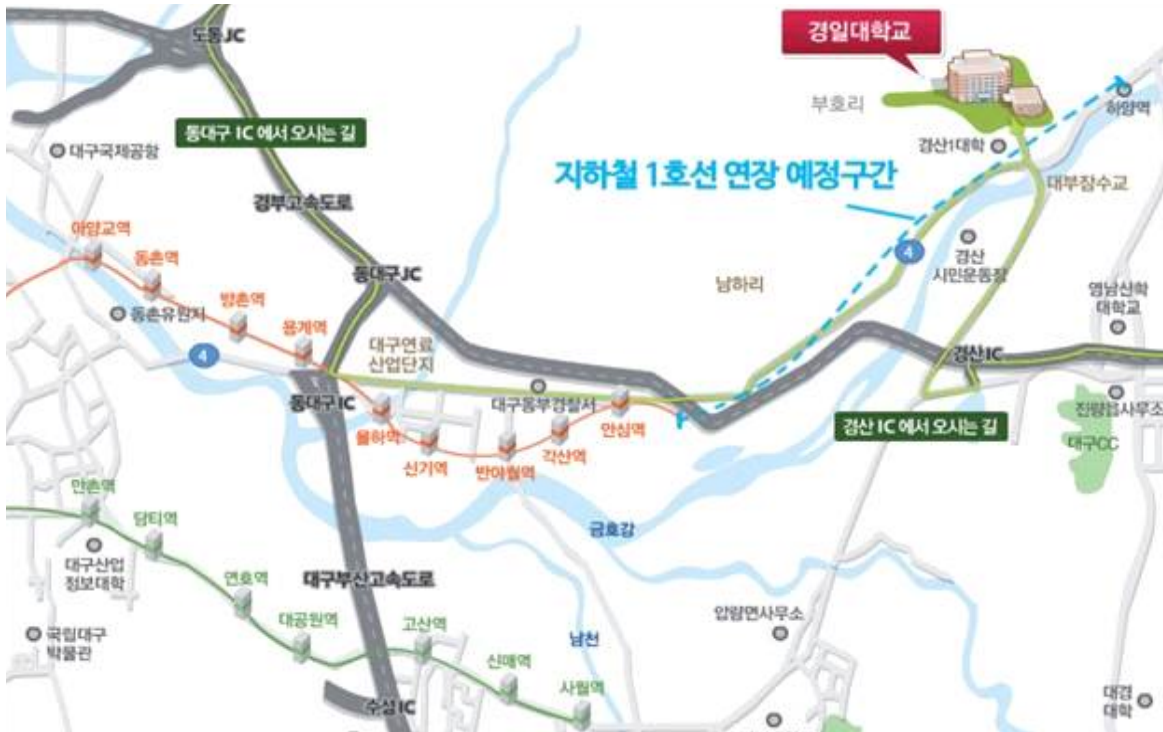 도동JC
경일대학교
부호리
하양역
동대구 IC 에서 오시는 길
대구국제공항
경산1대학
지하철 1호선 연장 예정구간
대부잠수교
경부고속도로
아양교역
동촌역
4
경산
시민운동장
동대구JC
남하리
방촌역
동촌유원지
용계역
영남신학
대학교
4
대구연료
산업단지
경산IC
동대구IC
대구동부경찰서
율하역
안심역
경산 IC 에서 오시는 길
진량읍사무소
신기역
반야월역
각산역
대구CC
만촌역
담티역
금호강
대구산업
정보대학
연호역
대구부산고속도로
대공원역
고산역
압량면사무소
국립대구
박물관
남천
신매역
사월역
수성IC
대경
대학